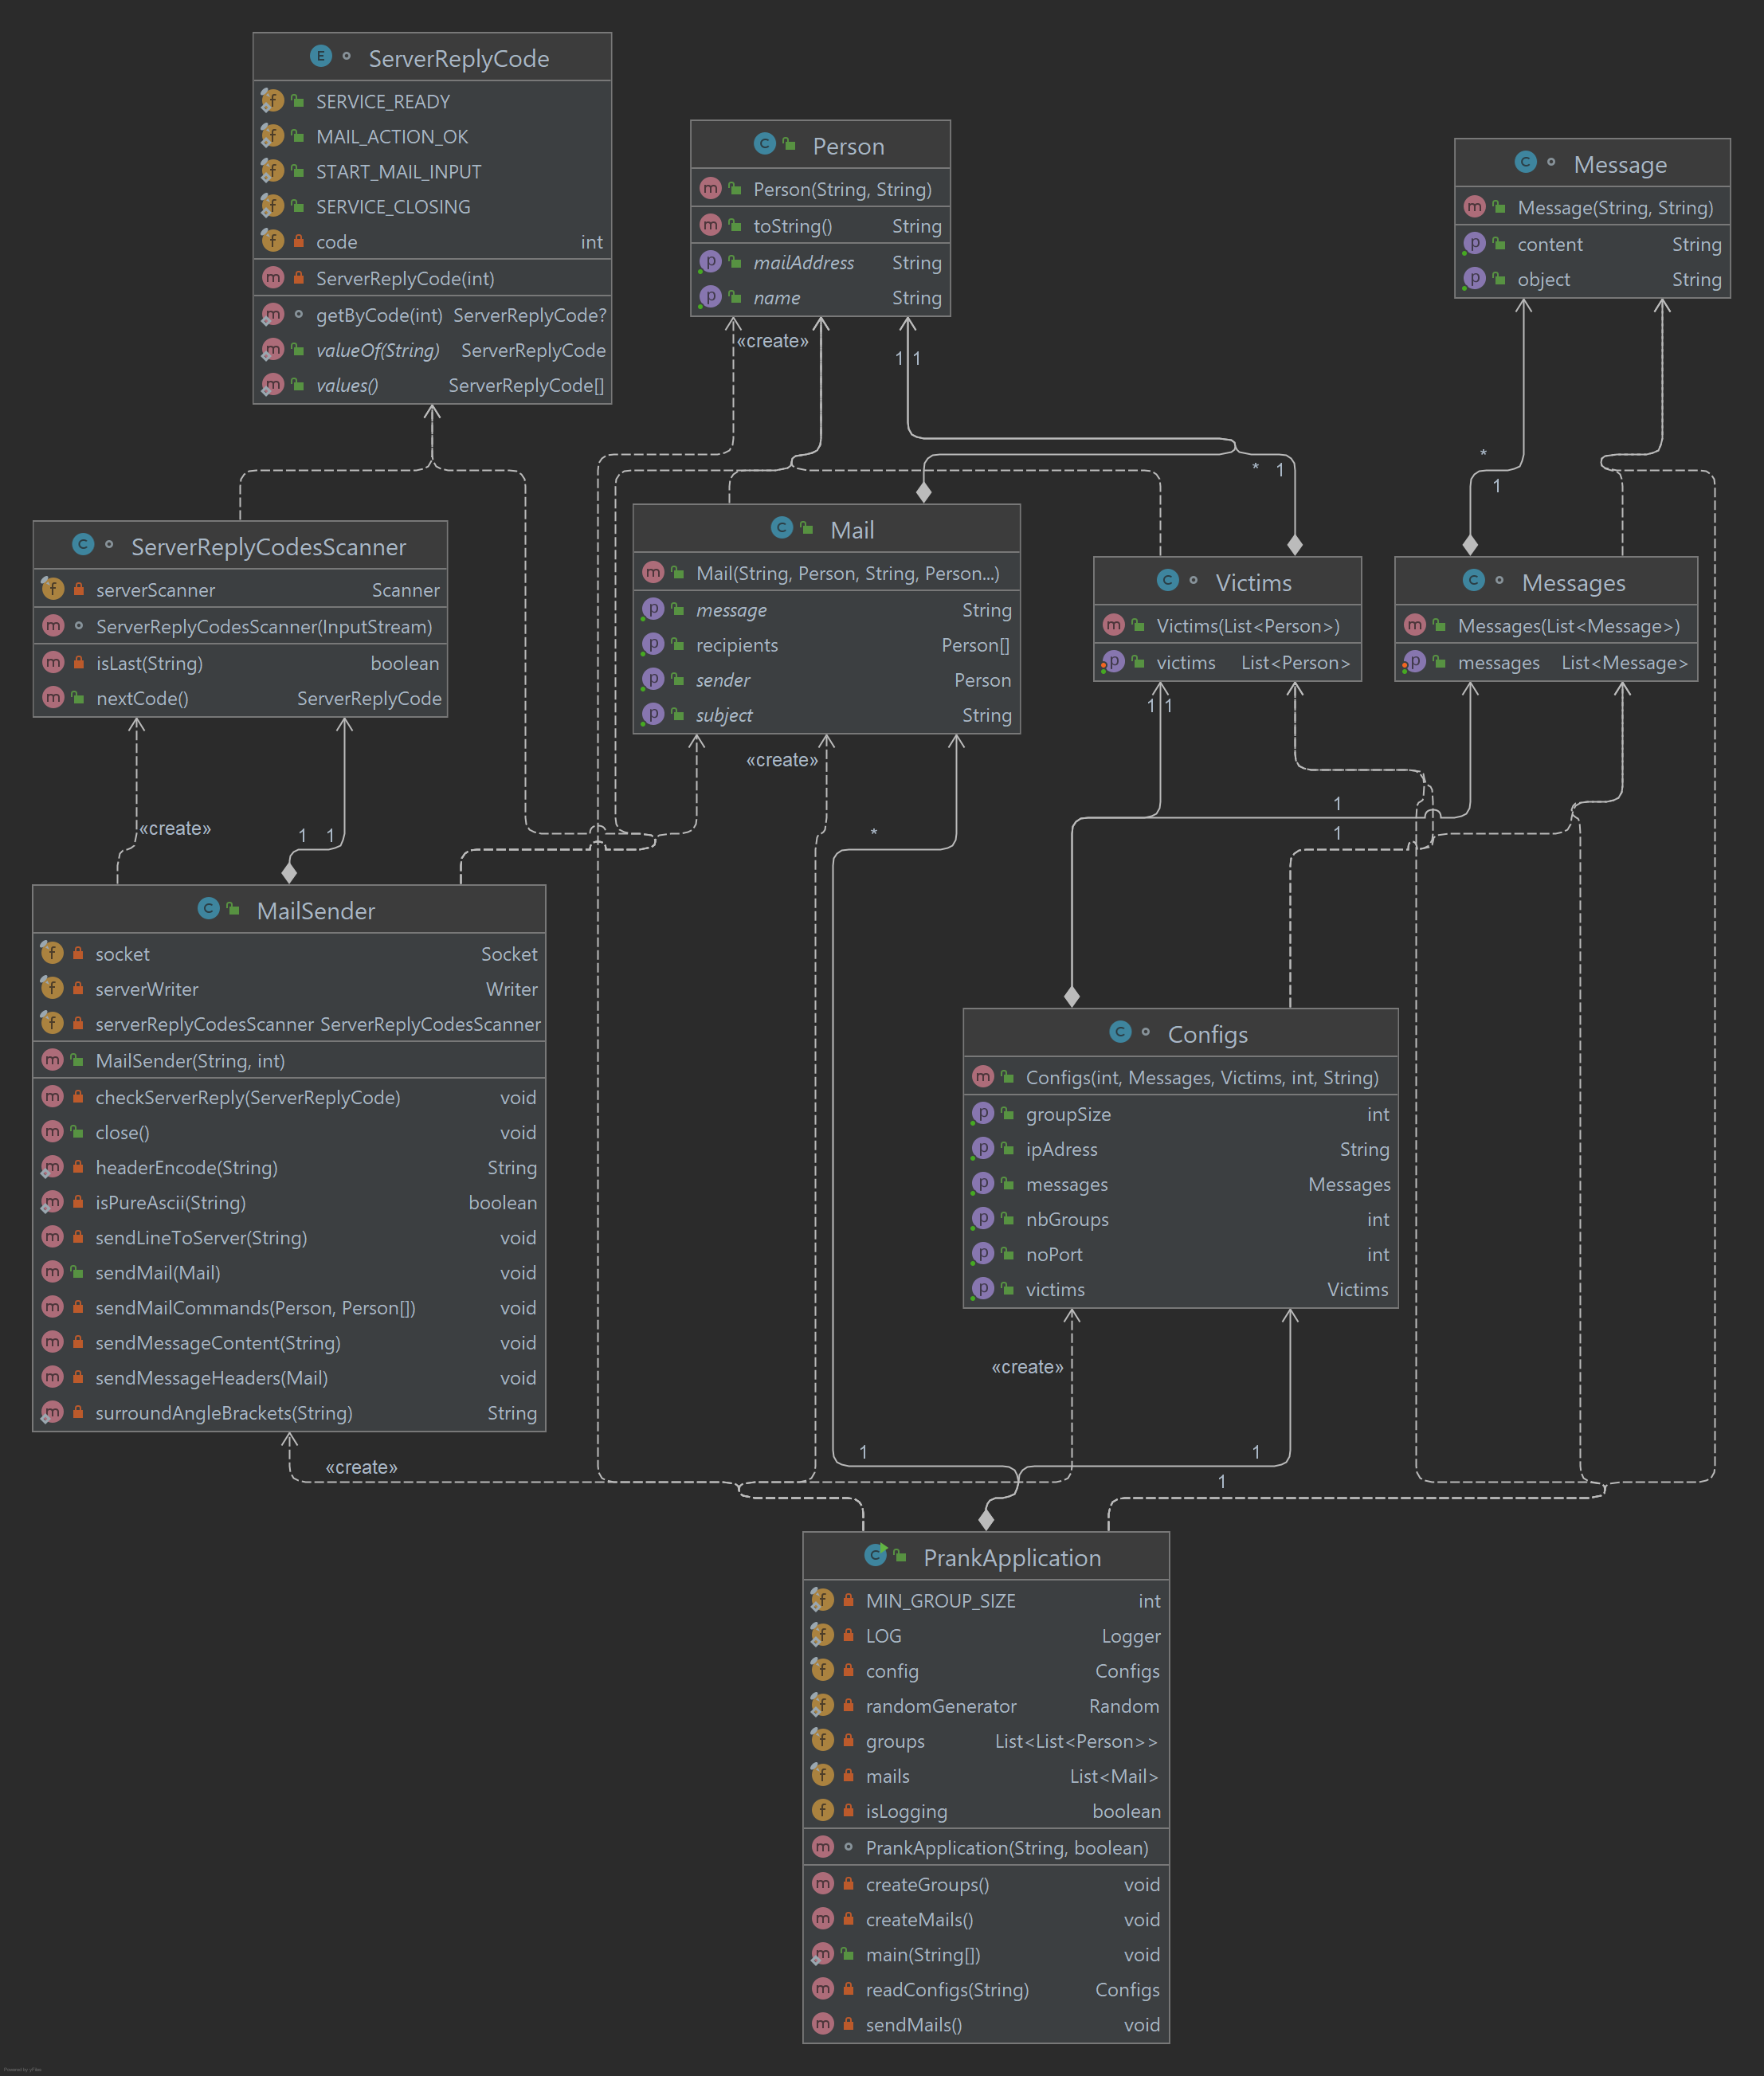 E ServerReplyCode
f SERVICE_READY
f MAIL_ACTION_OK
f START_MAIL_INPUT
f SERVICE_CLOSING
f code int
m ServerReplyCode(int)
m getByCode(int) ServerReplyCode?
m valueOf(String) ServerReplyCode
m values() ServerReplyCode[]
C Person
m Person(String, String)
m toString() String
p mailAddress String
p name String
C Message
m Message(String, String)
p content String
p object String
«create»
1 1
* 1
*
1
C ServerReplyCodesScanner
f serverScanner Scanner
m ServerReplyCodesScanner(InputStream)
m isLast(String) boolean
m nextCode() ServerReplyCode
C Mail
m Mail(String, Person, String, Person...)
p message String
p recipients Person[]
p sender Person
p subject String
C Victims
m Victims(List<Person>)
p victims List<Person>
C Messages
m Messages(List<Message>)
p messages List<Message>
1 1
«create»
«create»
1 1
*
1
1
C MailSender
f socket Socket
f serverWriter Writer
f serverReplyCodesScanner ServerReplyCodesScanner
m MailSender(String, int)
m checkServerReply(ServerReplyCode) void
m close() void
m headerEncode(String) String
m isPureAscii(String) boolean
m sendLineToServer(String) void
m sendMail(Mail) void
m sendMailCommands(Person, Person[]) void
m sendMessageContent(String) void
m sendMessageHeaders(Mail) void
m surroundAngleBrackets(String) String
C Configs
m Configs(int, Messages, Victims, int, String)
p groupSize int
p ipAdress String
p messages Messages
p nbGroups int
p noPort int
p victims Victims
«create»
1
1
«create»
1
C PrankApplication
f MIN_GROUP_SIZE int
f LOG Logger
f config Configs
f randomGenerator Random
f groups List<List<Person>>
f mails List<Mail>
f isLogging boolean
m PrankApplication(String, boolean)
m createGroups() void
m createMails() void
m main(String[]) void
m readConfigs(String) Configs
m sendMails() void
Powered by yFiles